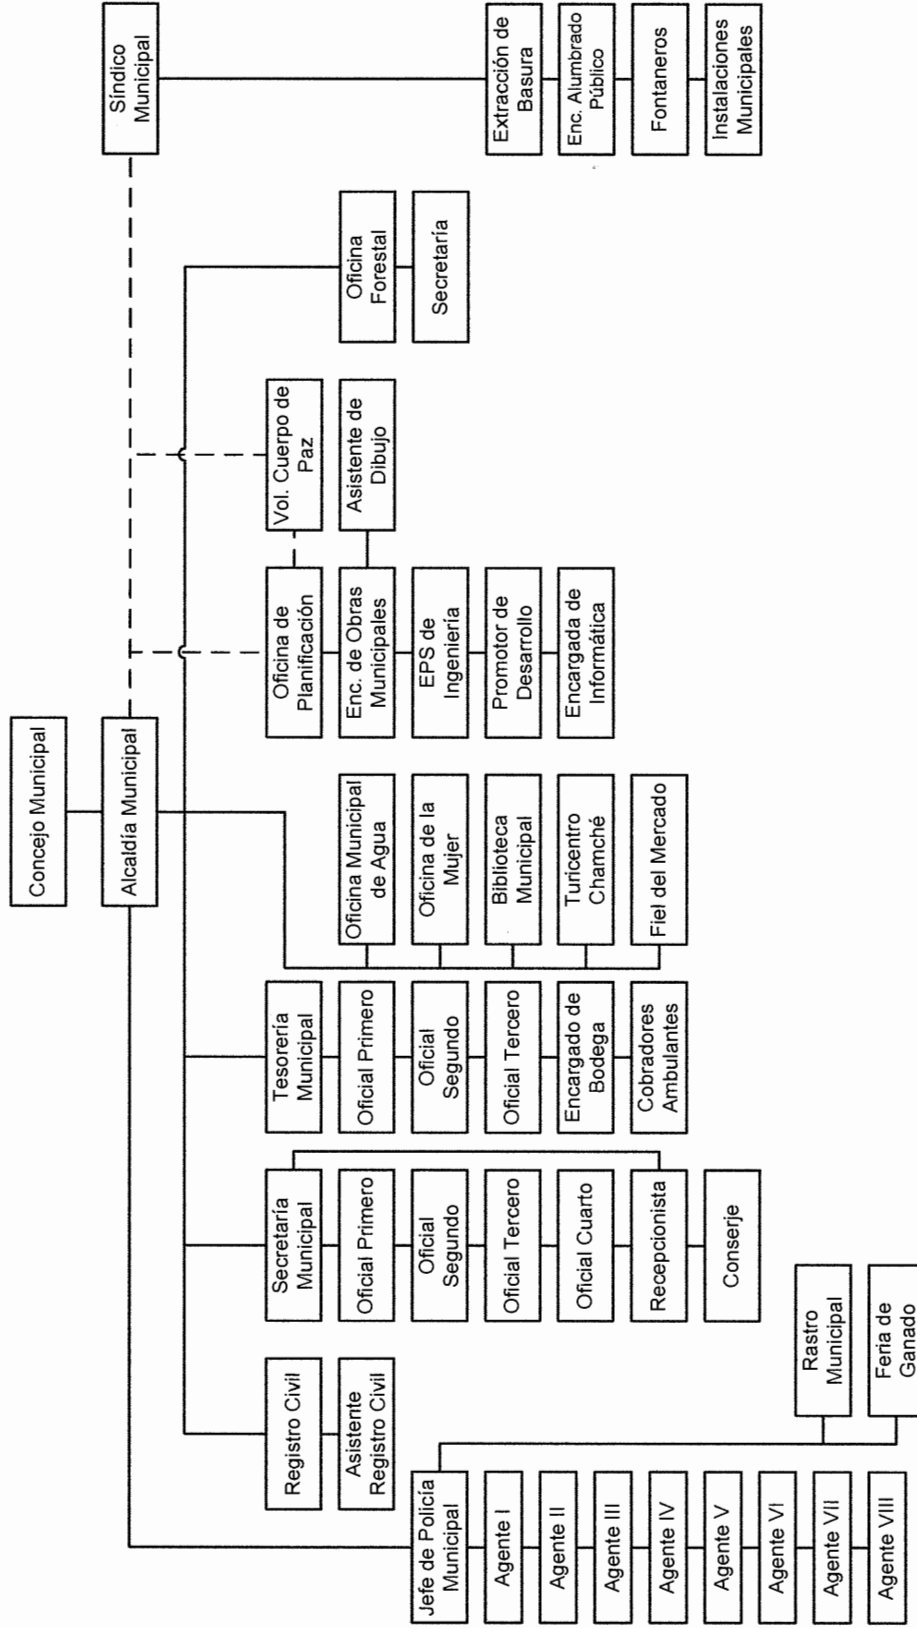 Concejo Municipal
Alcaldía Municipal
Síndico
Municipal
Jefe de Policía
Municipal
Agente I
Agente II
Agente III
Agente IV
Agente V
Agente VI
Agente VII
Agente VIII
Rastro
Municipal
Feria de
Ganado
Registro Civil
Asistente
Registro Civil
Secretaría
Municipal
Oficial Primero
Oficial
Segundo
Oficial Tercero
Oficial Cuarto
Recepcionista
Conserje
Tesorería
Municipal
Oficial Primero
Oficial
Segundo
Oficial Tercero
Encargado de
Bodega
Cobradores
Ambulantes
Oficina Municipal
de Agua
Oficina de la
Mujer
Biblioteca
Municipal
Turicentro
Chamché
Fiel del Mercado
Oficina de
Planificación
Enc. de Obras
Municipales
EPS de
Ingeniería
Promotor de
Desarrollo
Encargada de
Informática
Vol. Cuerpo de
Paz
Asistente de
Dibujo
Oficina
Forestal
Secretaría
Extracción de
Basura
Enc. Alumbrado
Público
Fontaneros
Instalaciones
Municipales